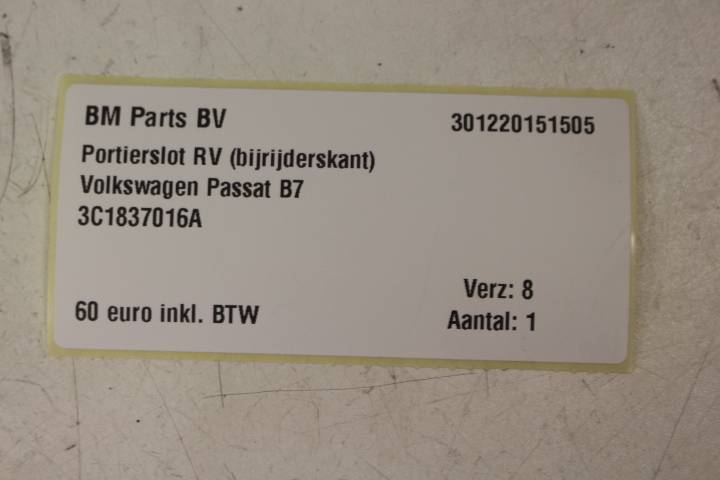 BM Parts BV
301220151505
Portierslot RV (bijrijderskant)
Volkswagen Passat B7
3C1837016A
Verz: 8
60 euro inkl. BTW
Aantal: 1